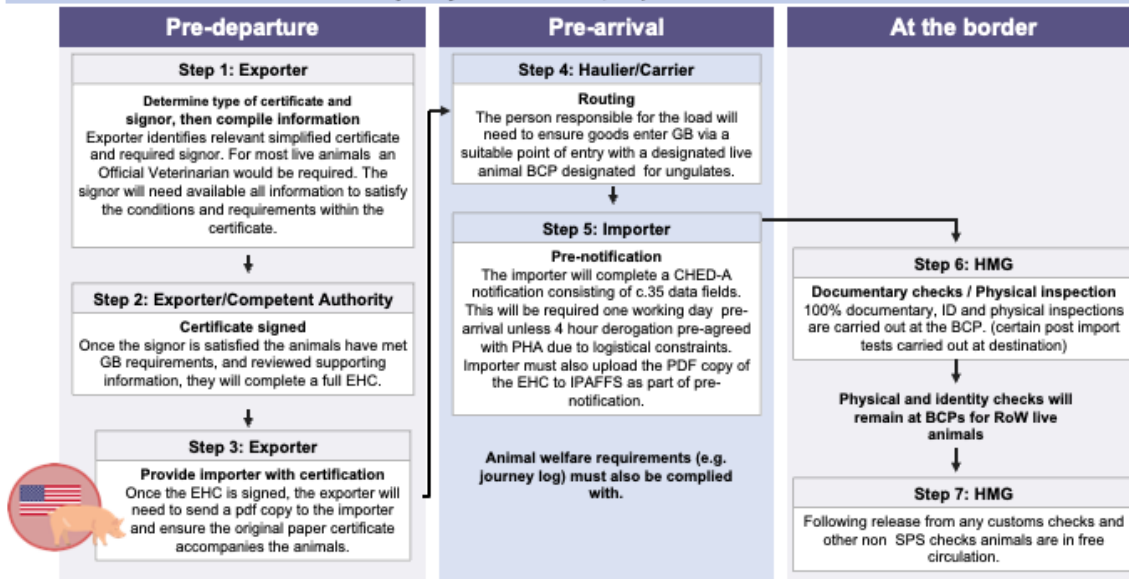 Pre-departure
Step 1: Exporter
Determine type of certificate and
signor, then compile information
Exporter identifies relevant simplified certificate
and required signor. For most live animals an
Official Veterinarian would be required. The
signor will need available all information to satisfy
the conditions and requirements within the
certificate.
Step 2: Exporter/Competent Authority
Certificate signed
Once the signor is satisfied the animals have met
GB requirements, and reviewed supporting
information, they will complete a full EHC.
Step 3: Exporter
Provide importer with certification
Once the EHC is signed, the exporter will
need to send a pdf copy to the importer
and ensure the original paper certificate
accompanies the animals.
Pre-arrival
Step 4: Haulier/Carrier
Routing
The person responsible for the load will
need to ensure goods enter GB via a
suitable point of entry with a designated live
animal BCP designated for ungulates.
Step 5: Importer
Pre-notification
The importer will complete a CHED-A
notification consisting of c.35 data fields.
This will be required one working day pre-
arrival unless 4 hour derogation pre-agreed
with PHA due to logistical constraints.
Importer must also upload the PDF copy of
the EHC to IPAFFS as part of pre-
notification.
Animal welfare requirements (e.g.
journey log) must also be complied
with.
At the border
Step 6: HMG
Documentary checks / Physical inspection
100% documentary, ID and physical inspections
are carried out at the BCP. (certain post import
tests carried out at destination)
Physical and identity checks will
remain at BCPs for RoW live
animals
Step 7: HMG
Following release from any customs checks and
other non SPS checks animals are in free
circulation.